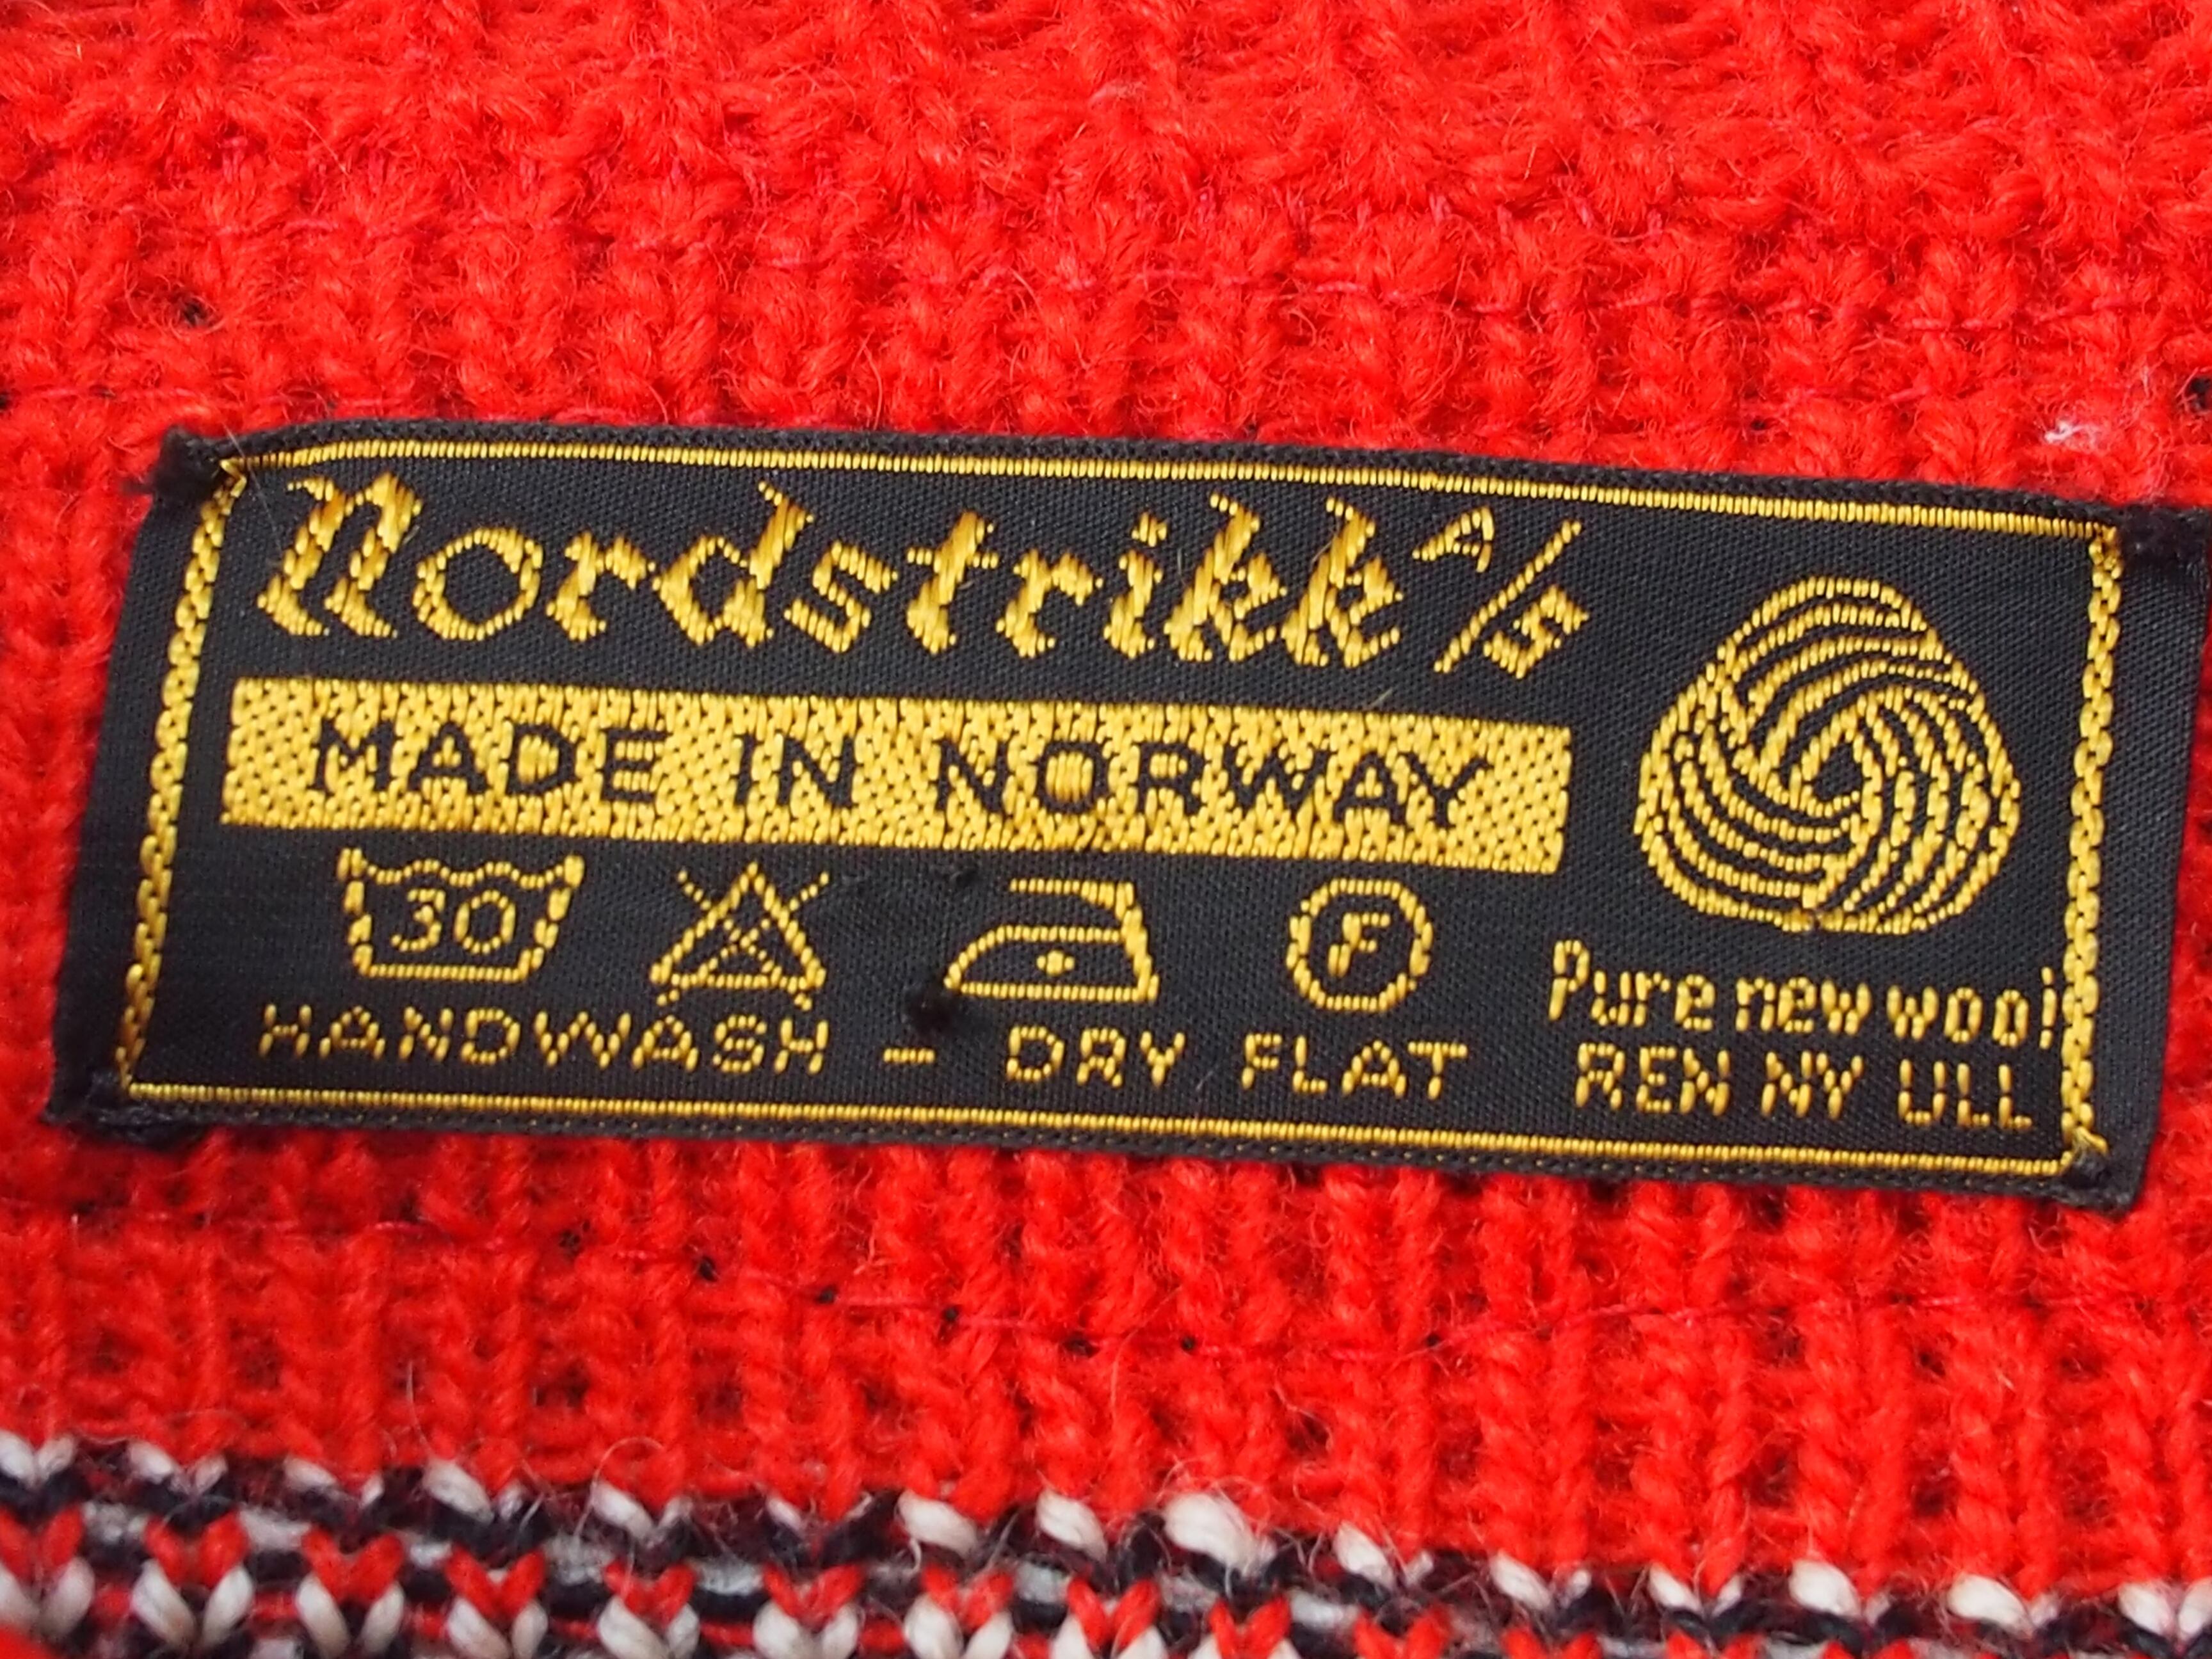 Nordstrikk A/S
MADE IN NORWAY
30 F
HANDWASH - DRY FLAT
Pure new wool
REN NY ULL